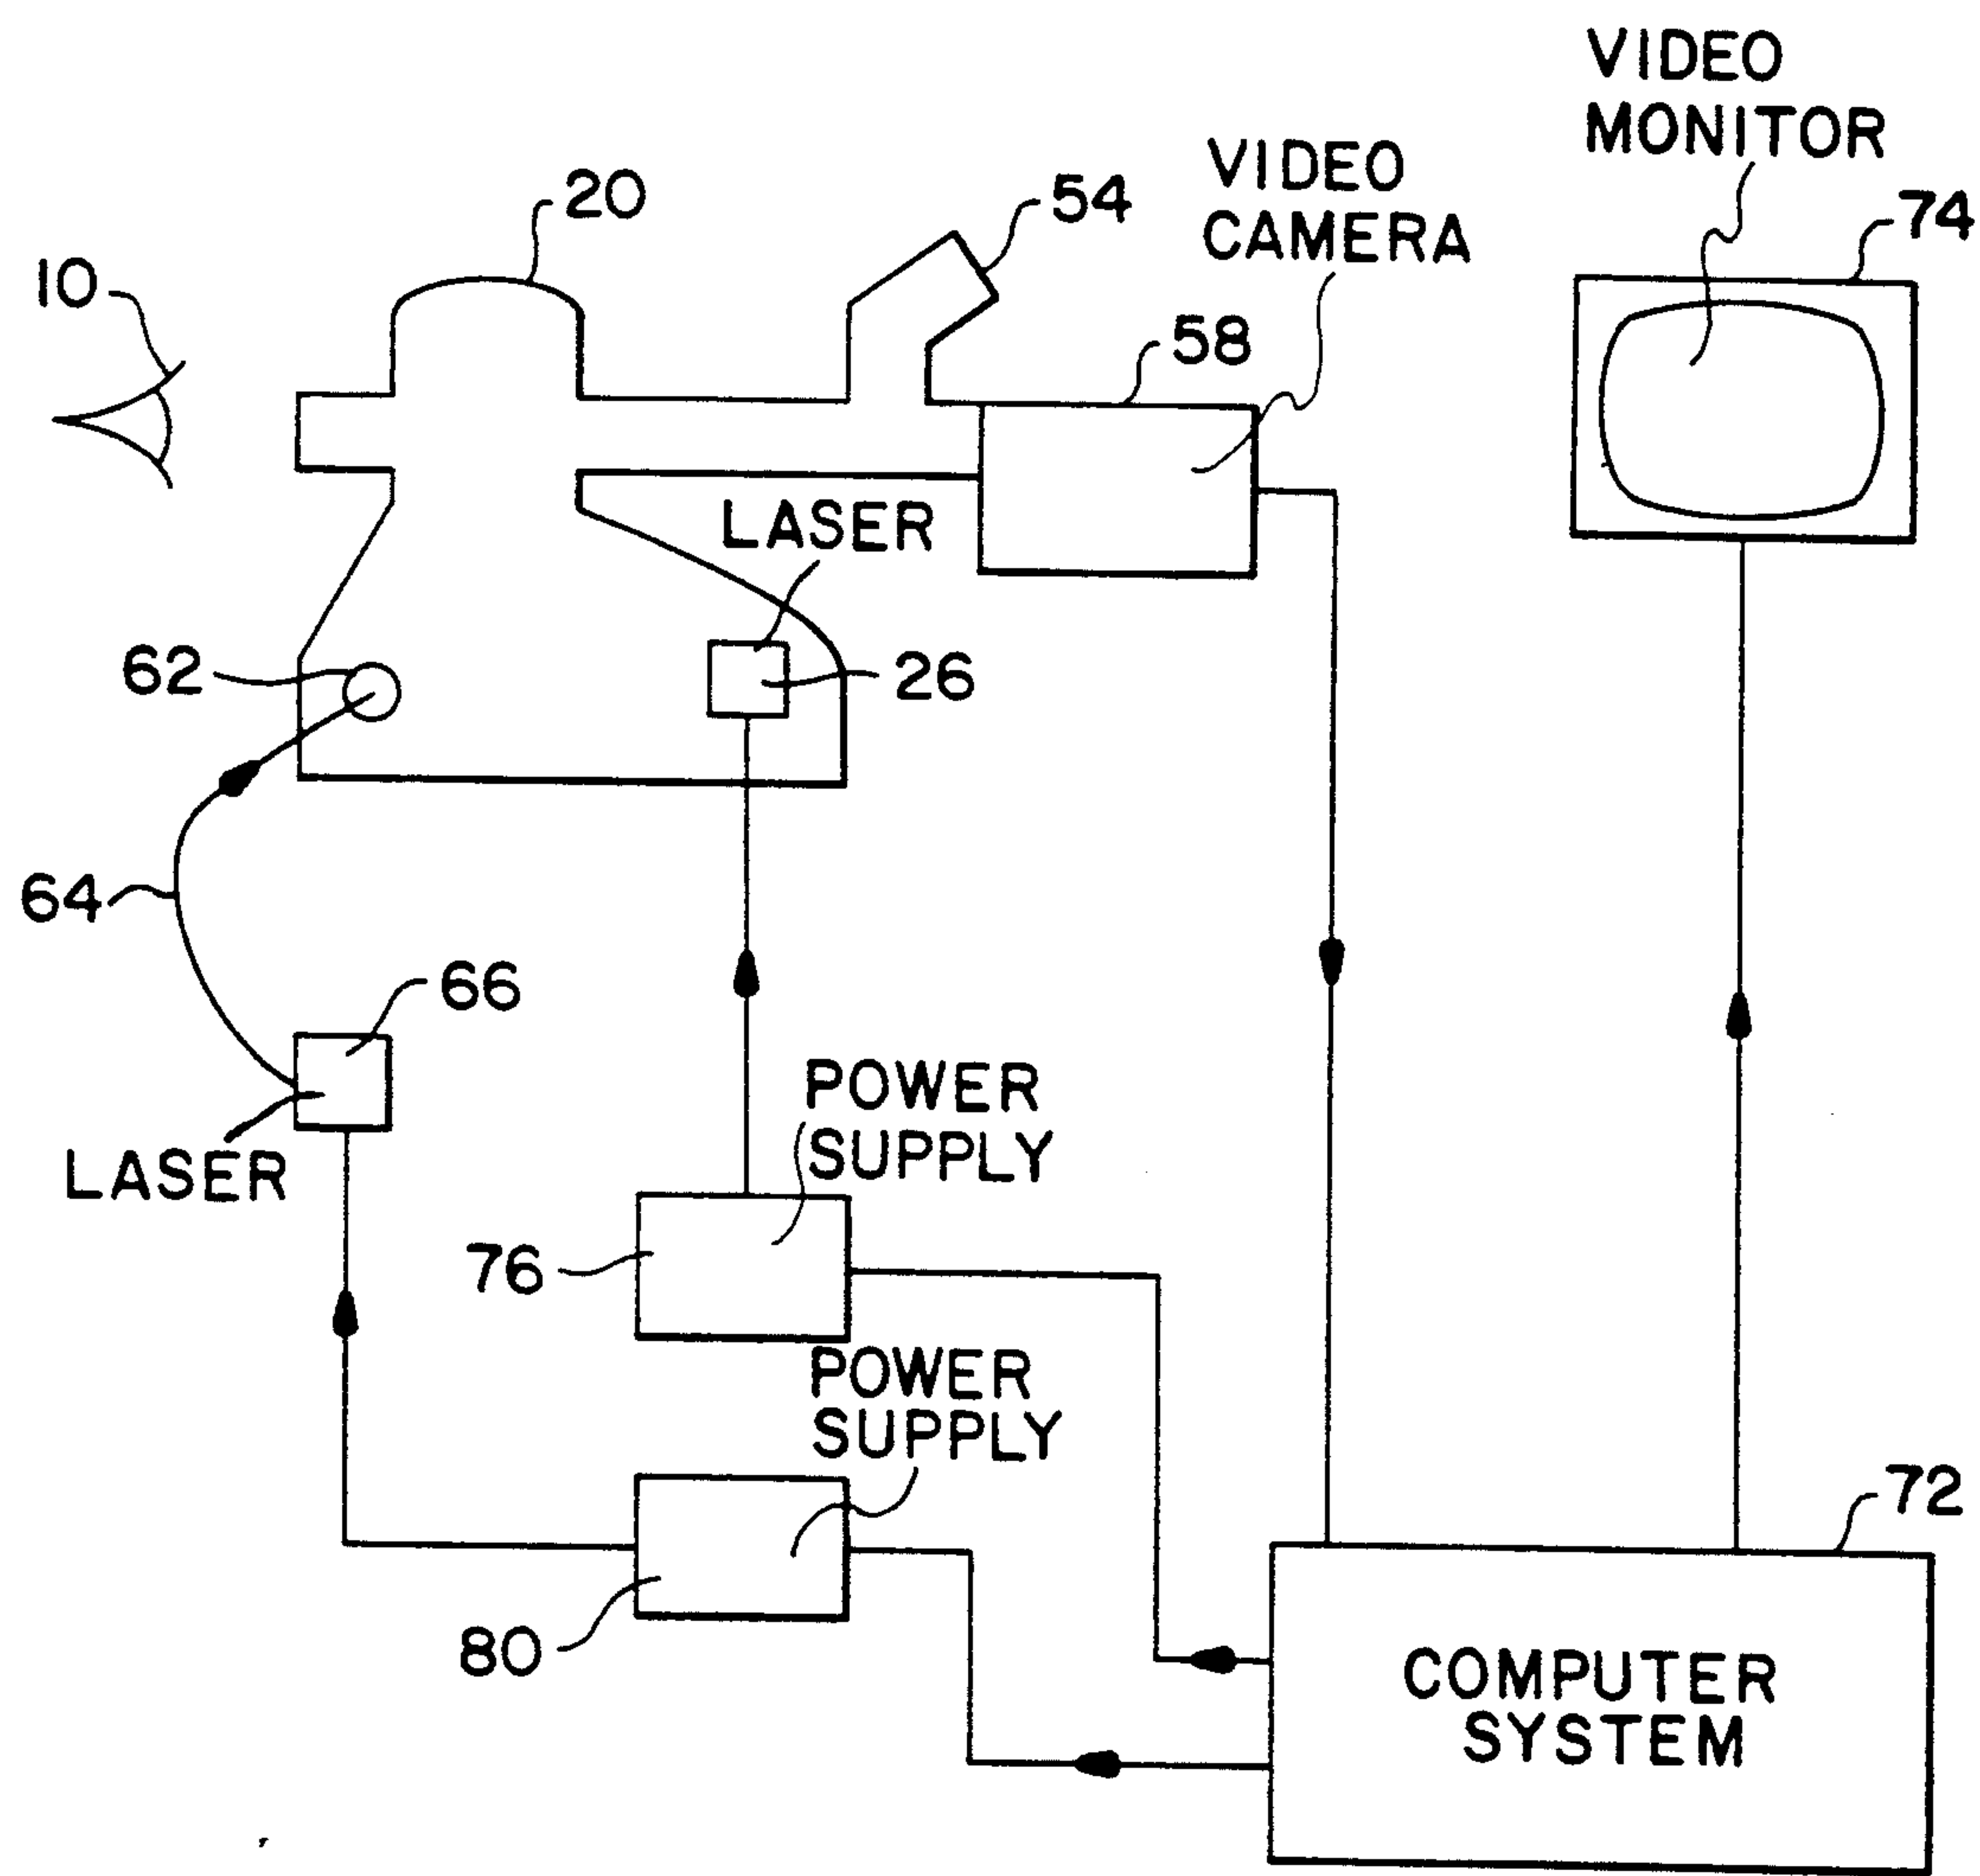 VIDEO
MONITOR
VIDEO
CAMERA
20
54
74
10
58
LASER
62
26
64
66
POWER
SUPPLY
LASER
76
POWER
SUPPLY
72
80
COMPUTER
SYSTEM